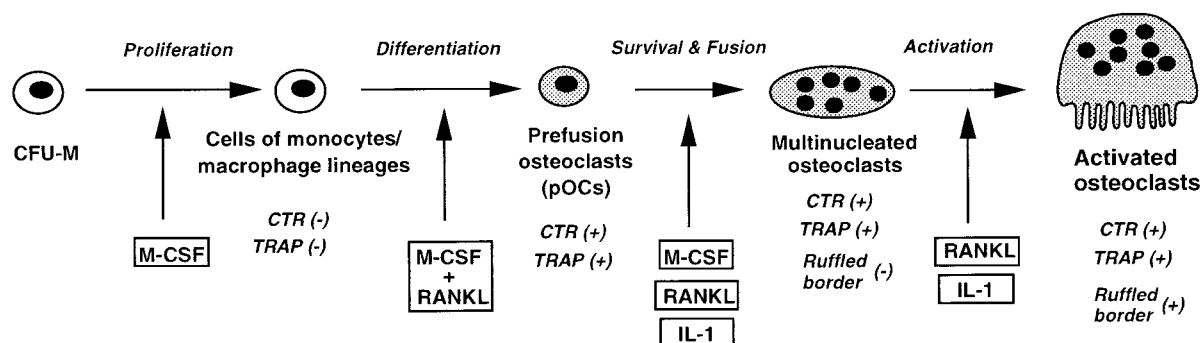 Proliferation
Differentiation
Survival & Fusion
Activation
CFU-M
Cells of monocytes/
macrophage lineages
CTR (-)
TRAP (-)
Prefusion
osteoclasts
(pOCs)
CTR (+)
TRAP (+)
Multinucleated
osteoclasts
CTR (+)
TRAP (+)
Ruffled
border (-)
Activated
osteoclasts
CTR (+)
TRAP (+)
Ruffled
border (+)
M-CSF
M-CSF
+
RANKL
M-CSF
RANKL
IL-1
RANKL
IL-1